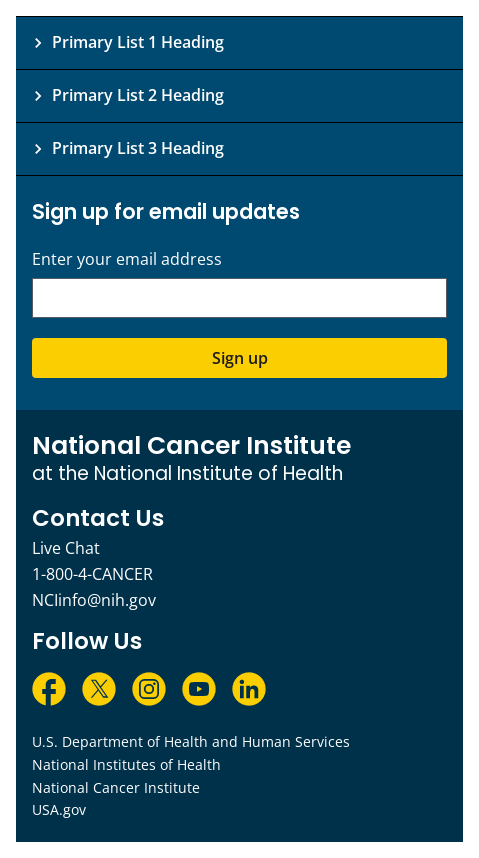 Primary List 1 Heading
Primary List 2 Heading
Primary List 3 Heading
Sign up for email updates
Enter your email address
Sign up
National Cancer Institute
at the National Institute of Health
Contact Us
Live Chat
1-800-4-CANCER
NCIinfo@nih.gov
Follow Us
U.S. Department of Health and Human Services
National Institutes of Health
National Cancer Institute
USA.gov